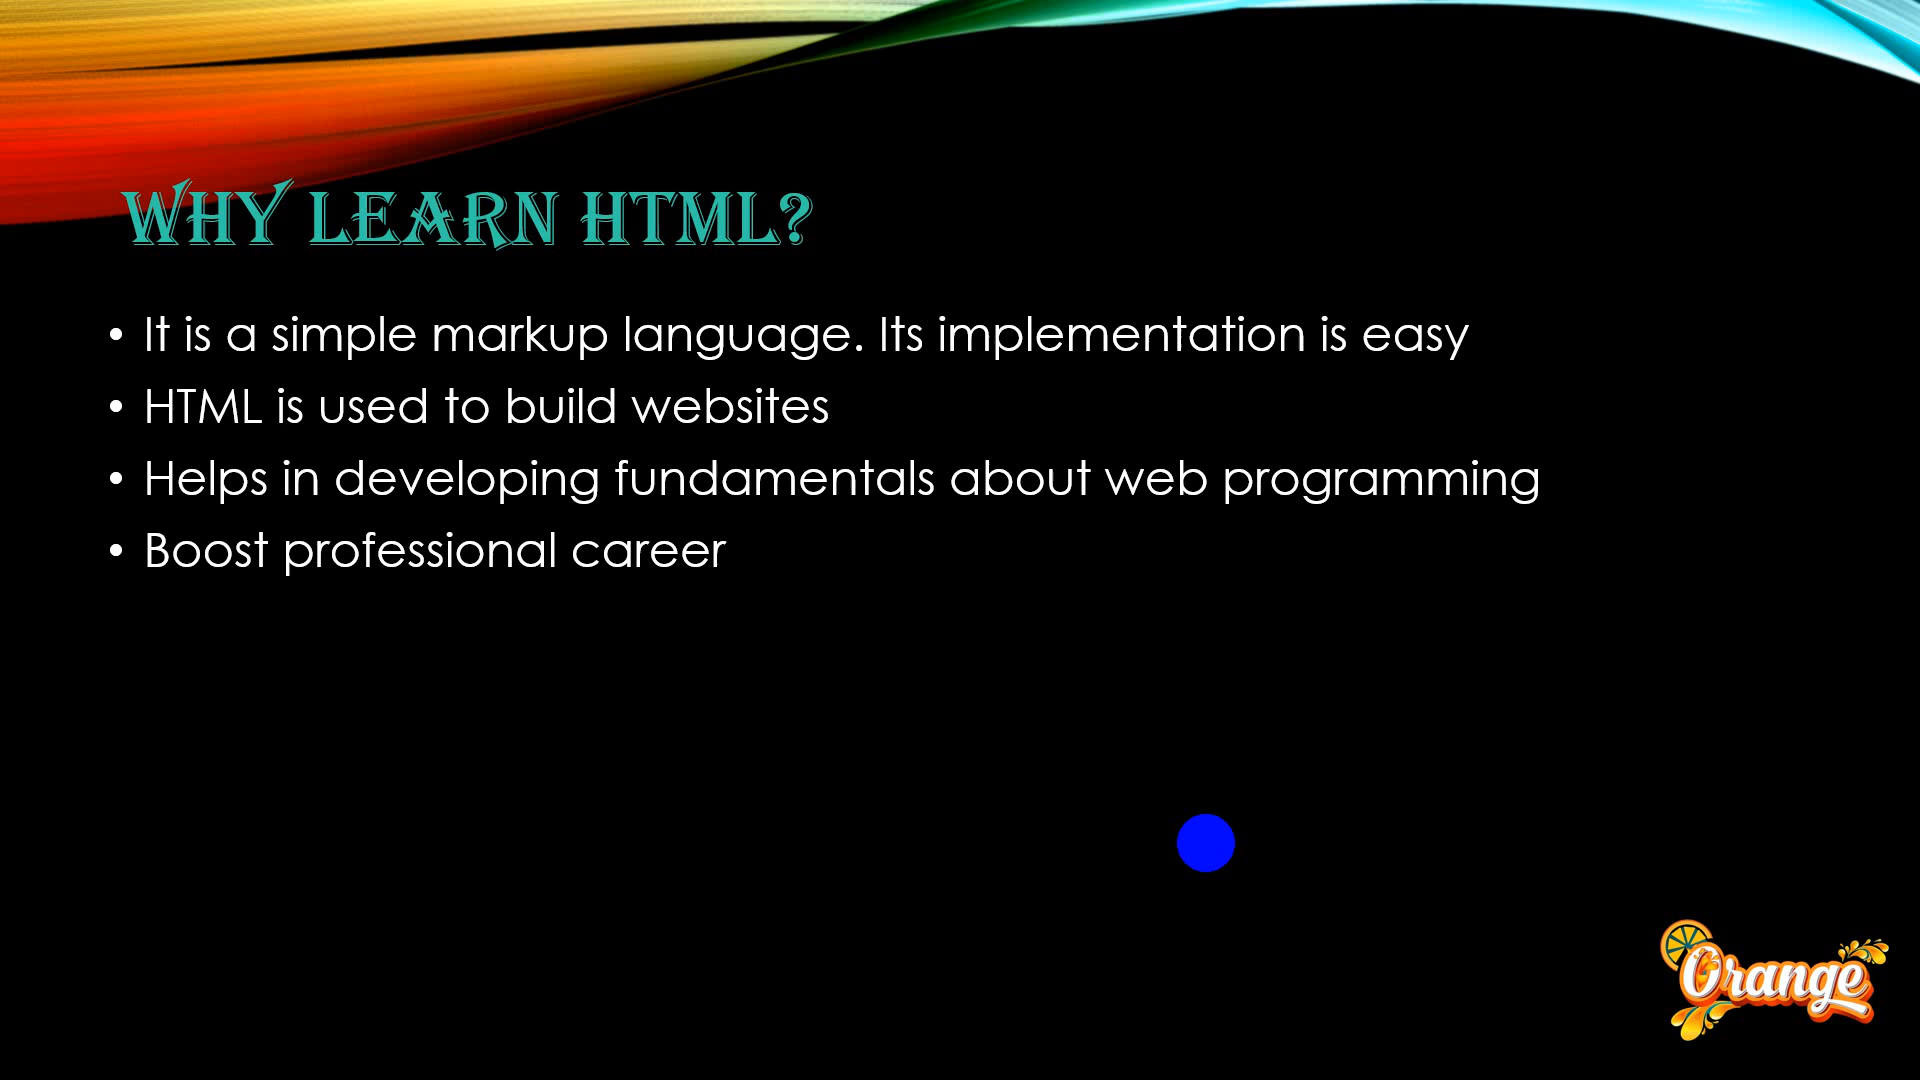 WHY LEARN HTML?
• It is a simple markup language. Its implementation is easy
• HTML is used to build websites
• Helps in developing fundamentals about web programming
• Boost professional career
Orange